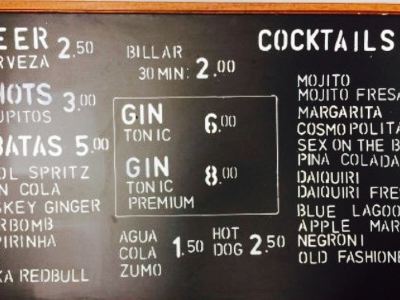 EER 2.50
RVEZA
HOTS 3.00
UPITOS
BATAS 5.00
OL SPRITZ
N COLA
SKEY GINGER
RBOMB
PIRINHA
KA REDBULL
BILLAR
30 MIN: 2.00
GIN
TONIC 6.00
GIN
TONIC 8.00
PREMIUM
AGUA
COLA 1.50
ZUMO
HOT
DOG 2.50
COCKTAILS
MOJITO
MOJITO FRESA
MARGARITA
COSMOPOLITA
SEX ON THE B
PINA COLADA
DAIQUIRI
DAIQUIRI FRE
BLUE LAGOO
APPLE MAR
NEGRONI
OLD FASHIONE